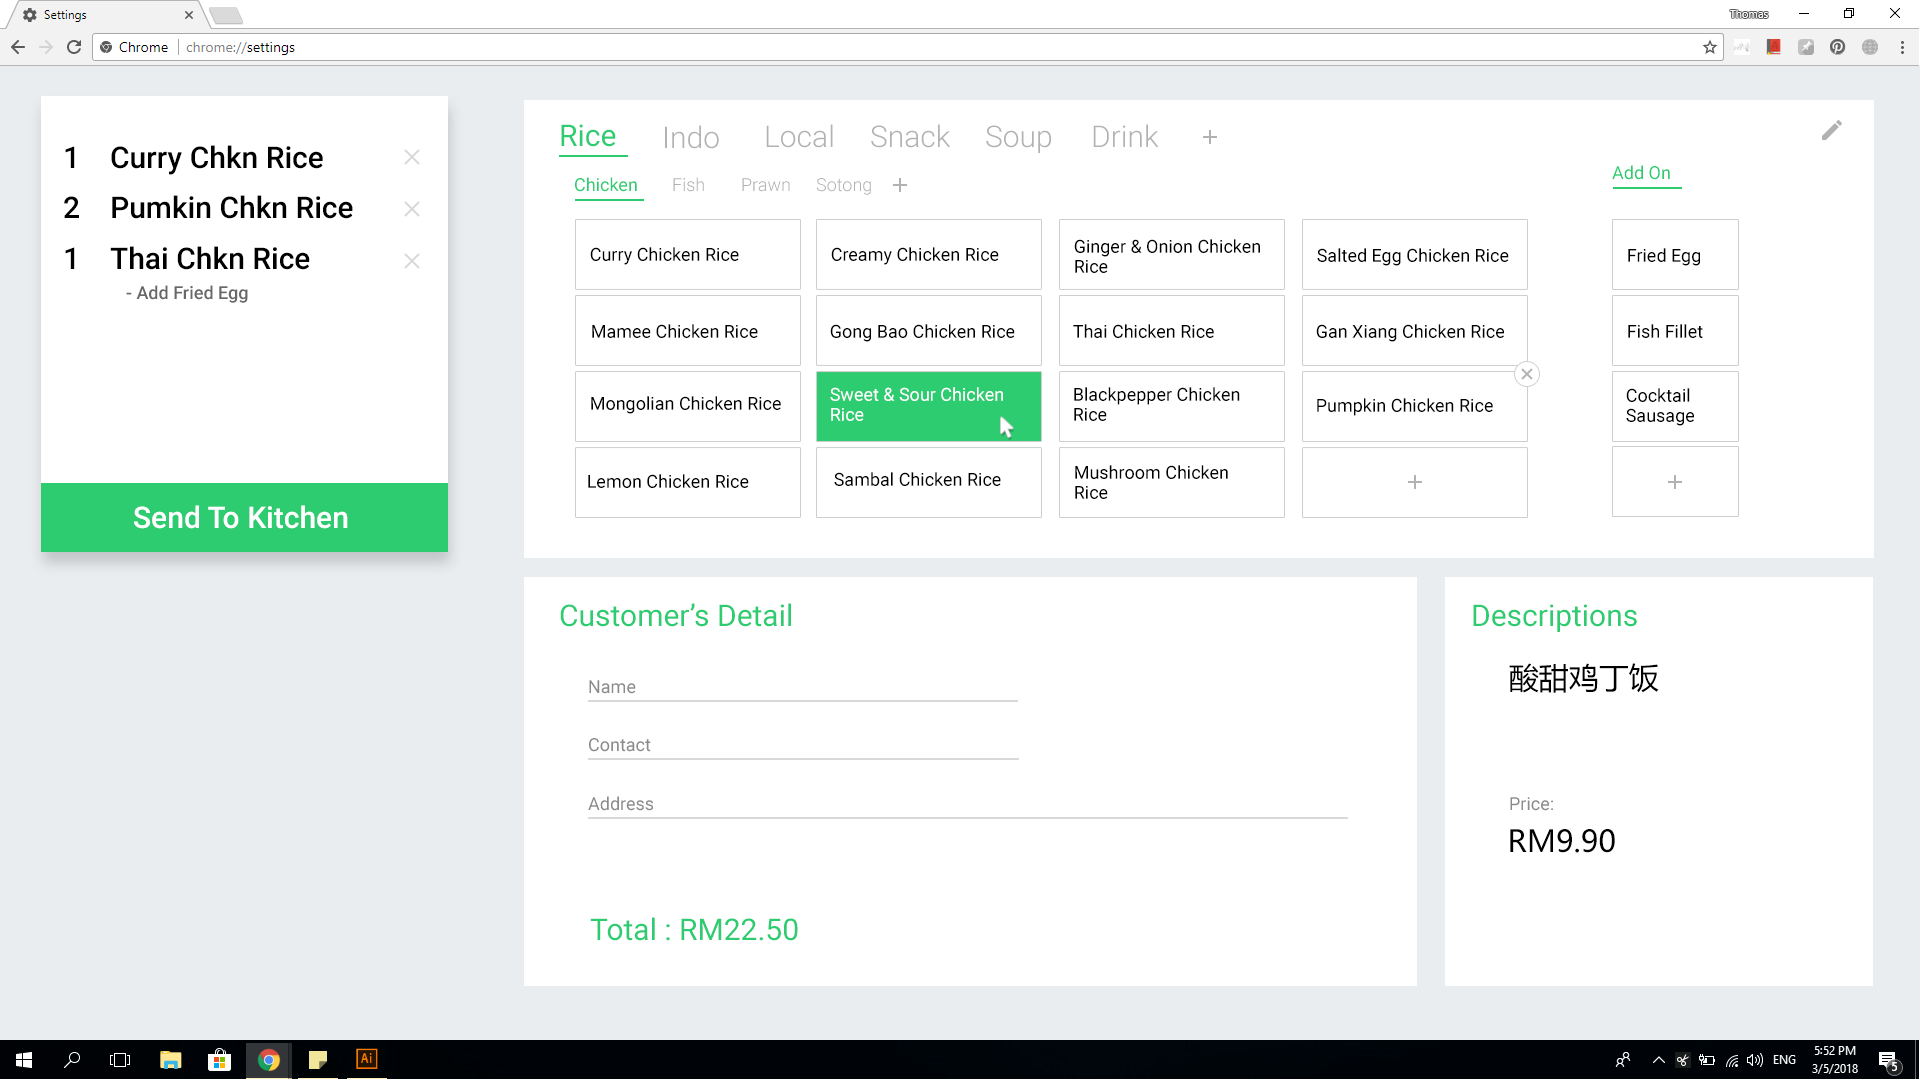 Settings
Thomas
Chrome
chrome://settings
1 Curry Chkn Rice
2 Pumkin Chkn Rice
1 Thai Chkn Rice
- Add Fried Egg
Send To Kitchen
Rice Indo Local Snack Soup Drink +
Chicken Fish Prawn Sotong +
Add On
Curry Chicken Rice
Creamy Chicken Rice
Ginger & Onion Chicken
Rice
Salted Egg Chicken Rice
Fried Egg
Mamee Chicken Rice
Gong Bao Chicken Rice
Thai Chicken Rice
Gan Xiang Chicken Rice
Fish Fillet
Mongolian Chicken Rice
Sweet & Sour Chicken
Rice
Blackpepper Chicken
Rice
Pumpkin Chicken Rice
Cocktail
Sausage
Lemon Chicken Rice
Sambal Chicken Rice
Mushroom Chicken
Rice
+
+
Customer’s Detail
Name
Contact
Address
Total : RM22.50
Descriptions
酸甜鸡丁饭
Price:
RM9.90
Ai
ENG
5:52 PM
3/5/2018
5